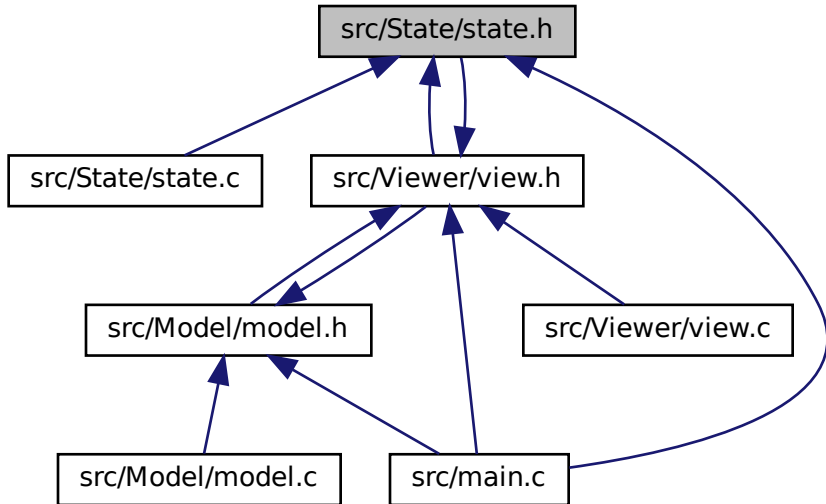 src/State/state.h
src/State/state.c
src/Viewer/view.h
src/Model/model.h
src/Viewer/view.c
src/Model/model.c
src/main.c